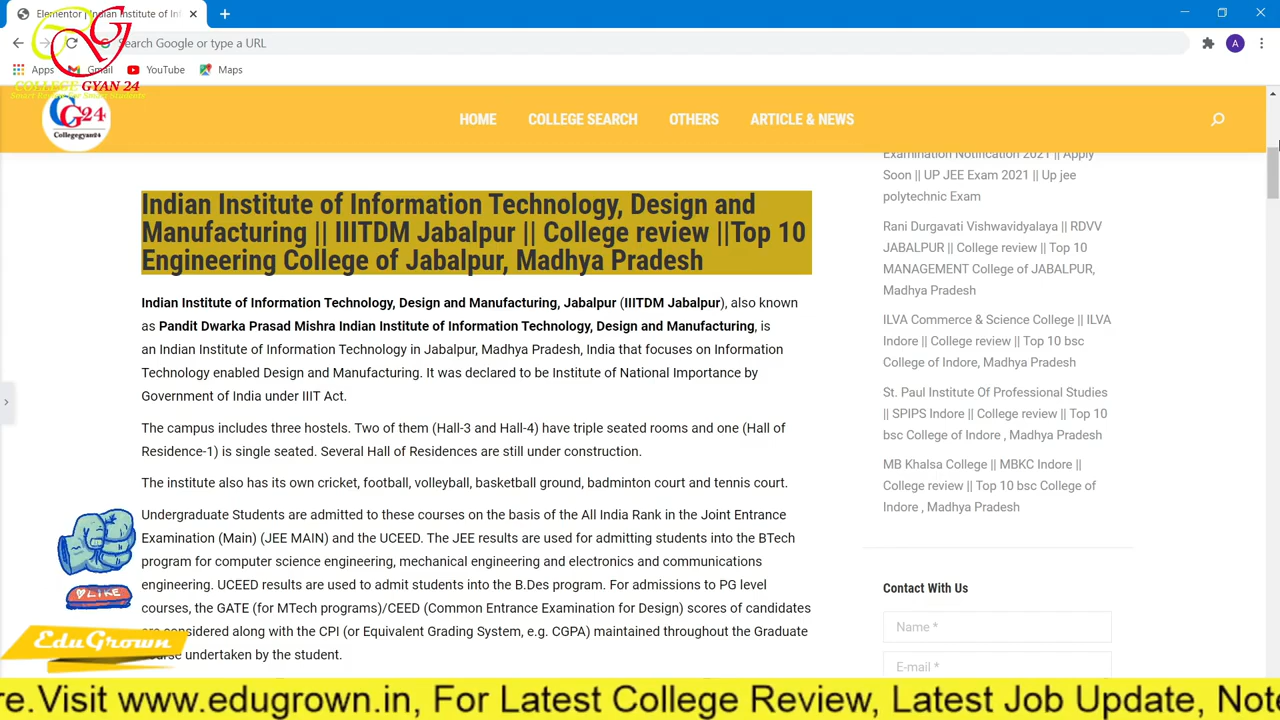 Elementor | Indian Institute of Inf
Search Google or type a URL
A
Apps
Gmail
YouTube
Maps
COLLEGE GYAN 24
CG24
Collegegyan24
HOME
COLLEGE SEARCH
OTHERS
ARTICLE & NEWS
Indian Institute of Information Technology, Design and
Manufacturing || IIITDM Jabalpur || College review ||Top 10
Engineering College of Jabalpur, Madhya Pradesh
Indian Institute of Information Technology, Design and Manufacturing, Jabalpur (IIITDM Jabalpur), also known
as Pandit Dwarka Prasad Mishra Indian Institute of Information Technology, Design and Manufacturing, is
an Indian Institute of Information Technology in Jabalpur, Madhya Pradesh, India that focuses on Information
Technology enabled Design and Manufacturing. It was declared to be Institute of National Importance by
Government of India under IIIT Act.
The campus includes three hostels. Two of them (Hall-3 and Hall-4) have triple seated rooms and one (Hall of
Residence-1) is single seated. Several Hall of Residences are still under construction.
The institute also has its own cricket, football, volleyball, basketball ground, badminton court and tennis court.
Undergraduate Students are admitted to these courses on the basis of the All India Rank in the Joint Entrance
Examination (Main) (JEE MAIN) and the UCEED. The JEE results are used for admitting students into the BTech
program for computer science engineering, mechanical engineering and electronics and communications
engineering. UCEED results are used to admit students into the B.Des program. For admissions to PG level
courses, the GATE (for MTech programs)/CEED (Common Entrance Examination for Design) scores of candidates
are considered along with the CPI (or Equivalent Grading System, e.g. CGPA) maintained throughout the Graduate
course undertaken by the student.
Examination Notification 2021 || Apply
Soon || UP JEE Exam 2021 || Up jee
polytechnic Exam
Rani Durgavati Vishwavidyalaya || RDVV
JABALPUR || College review || Top 10
MANAGEMENT College of JABALPUR,
Madhya Pradesh
ILVA Commerce & Science College || ILVA
Indore || College review || Top 10 bsc
College of Indore, Madhya Pradesh
St. Paul Institute Of Professional Studies
|| SPIPS Indore || College review || Top 10
bsc College of Indore , Madhya Pradesh
MB Khalsa College || MBKC Indore ||
College review || Top 10 bsc College of
Indore , Madhya Pradesh
Contact With Us
Name *
E-mail *
LIKE
EduGrown
re.Visit www.edugrown.in, For Latest College Review, Latest Job Update, Note